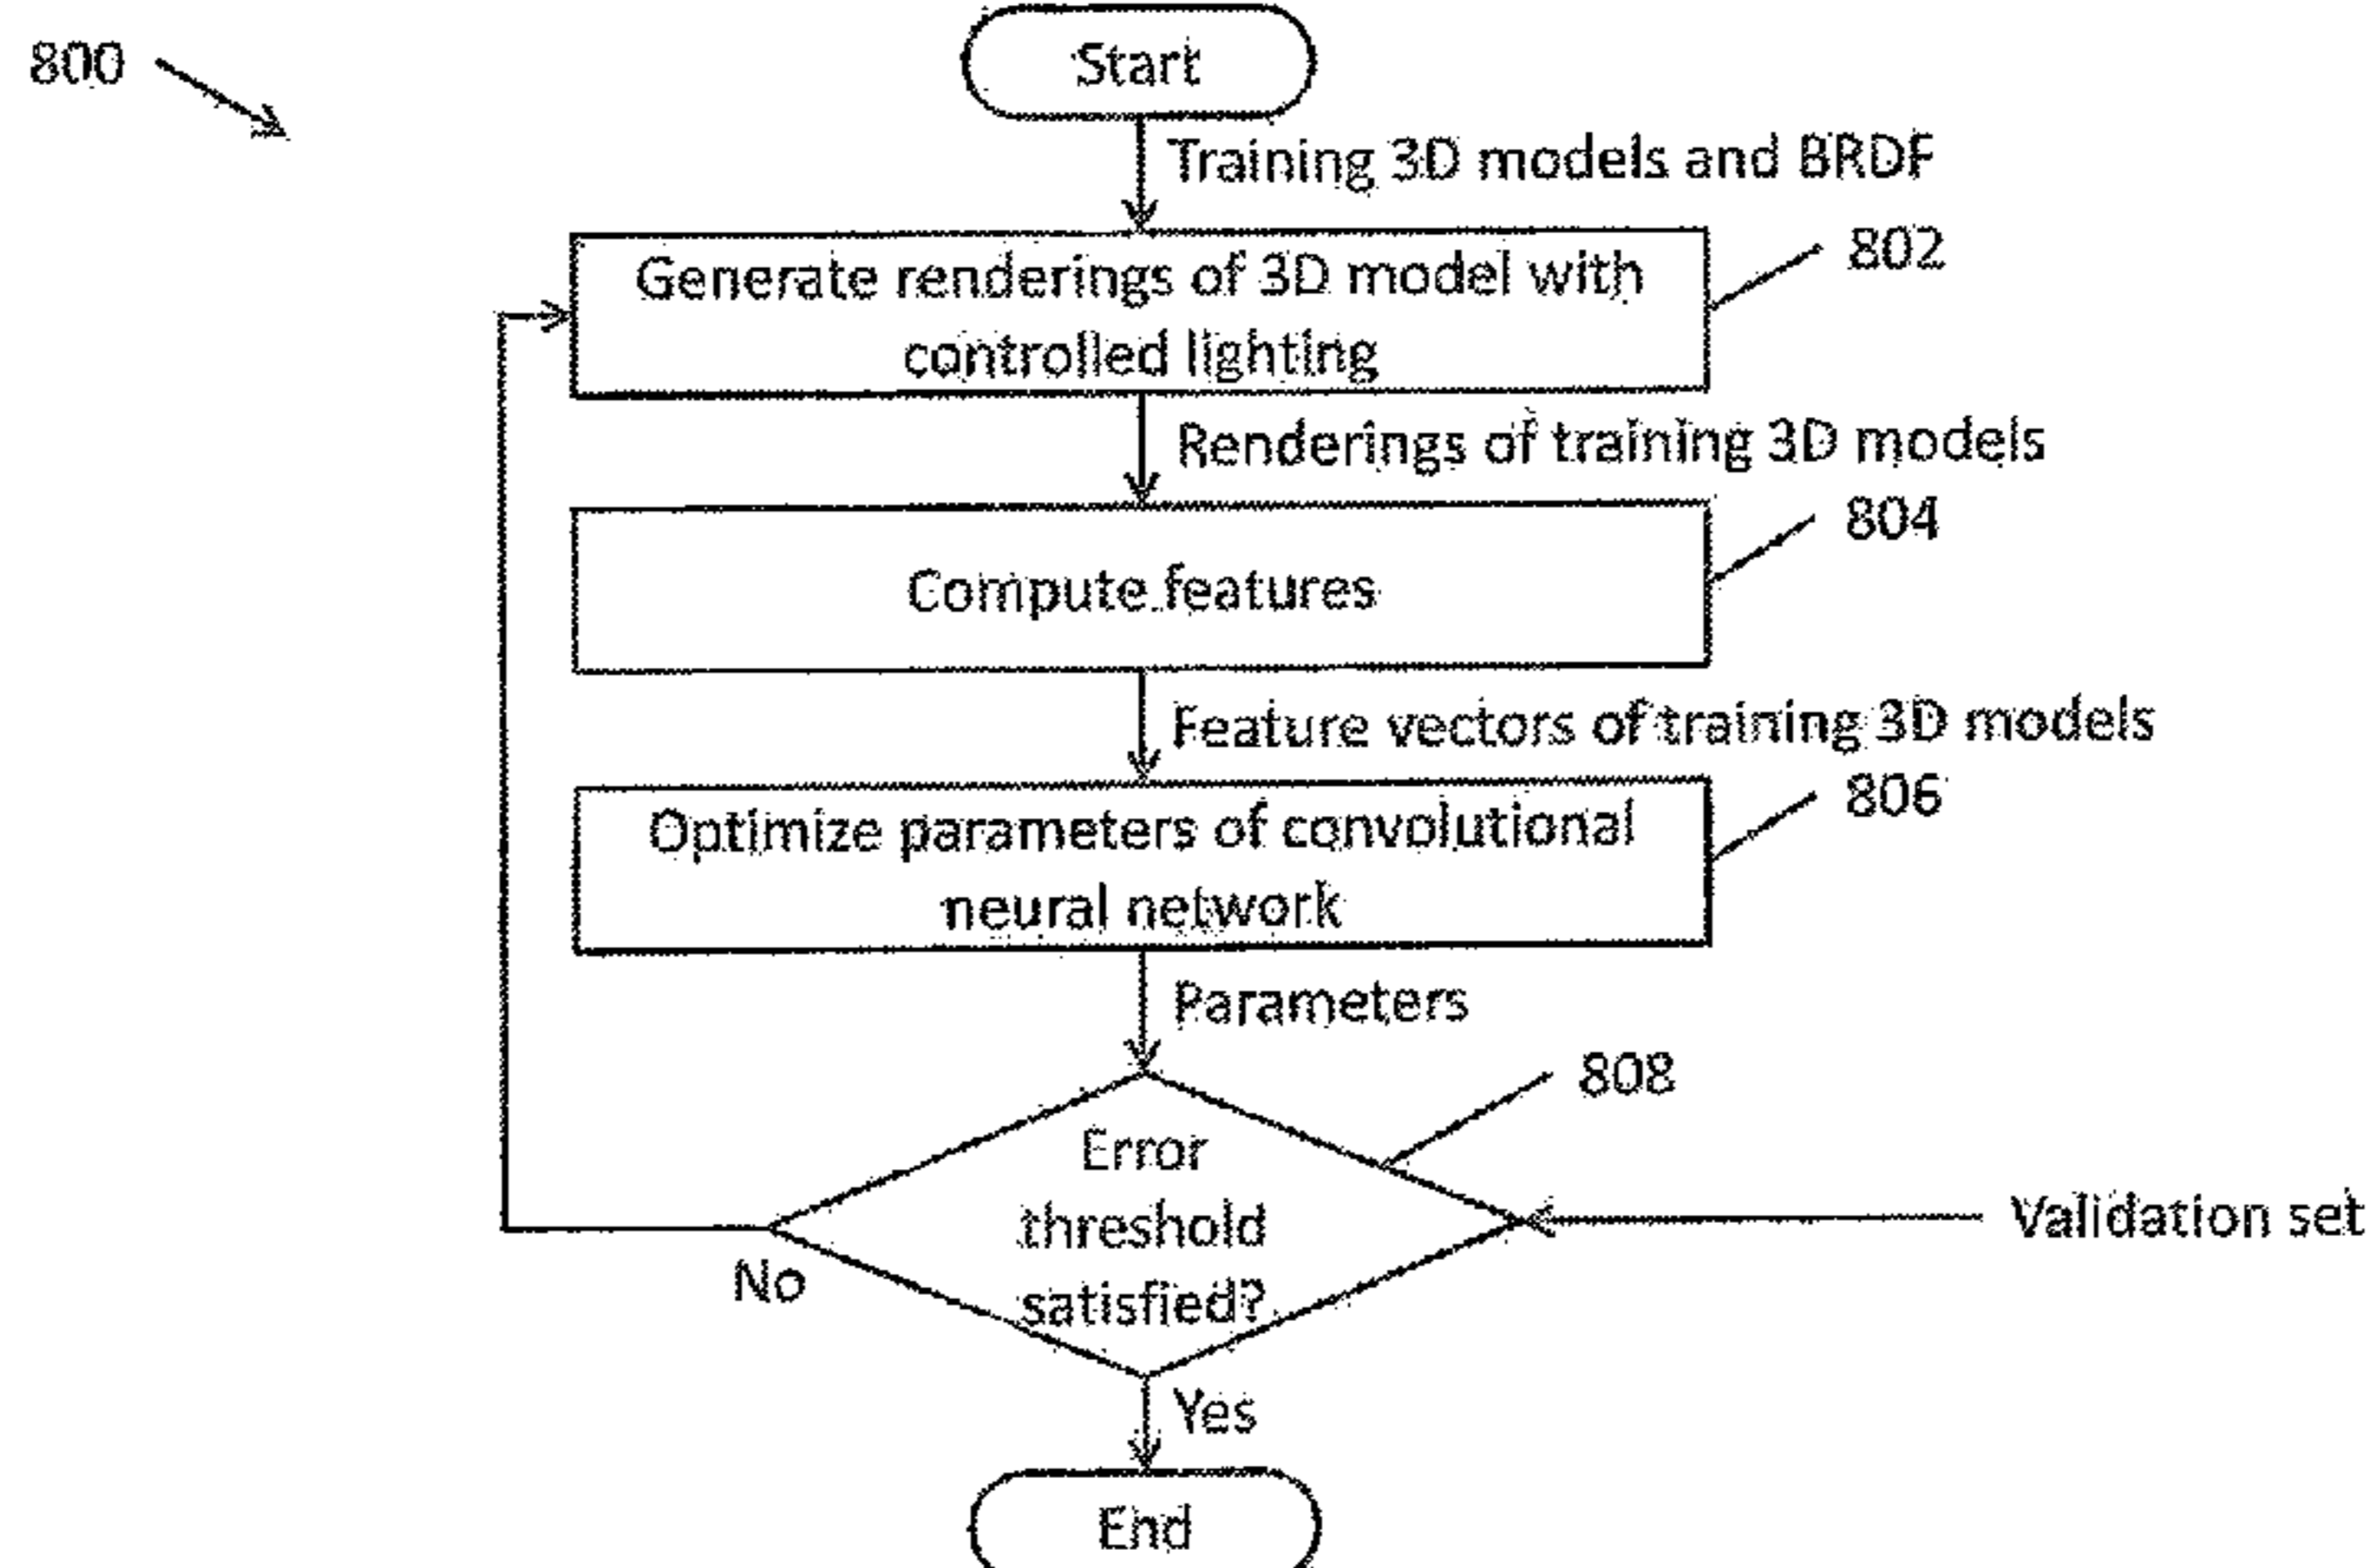 800
Start
Training 3D models and BRDF
802
Generate renderings of 3D model with
controlled lighting
Renderings of training 3D models
804
Compute features
Feature vectors of training 3D models
806
Optimize parameters of convolutional
neural network
Parameters
808
Error
threshold
satisfied?
Validation set
No
Yes
End